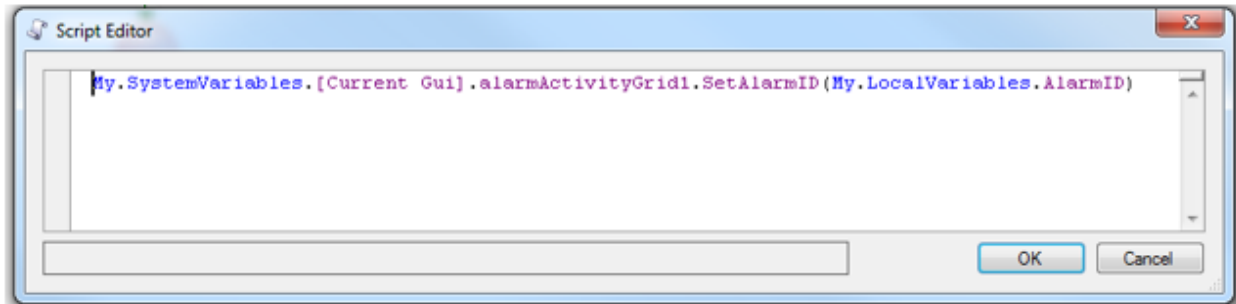 Script Editor
My.SystemVariables.[Current Gui].alarmActivityGrid1.SetAlarmID(My.LocalVariables.AlarmID)
OK
Cancel